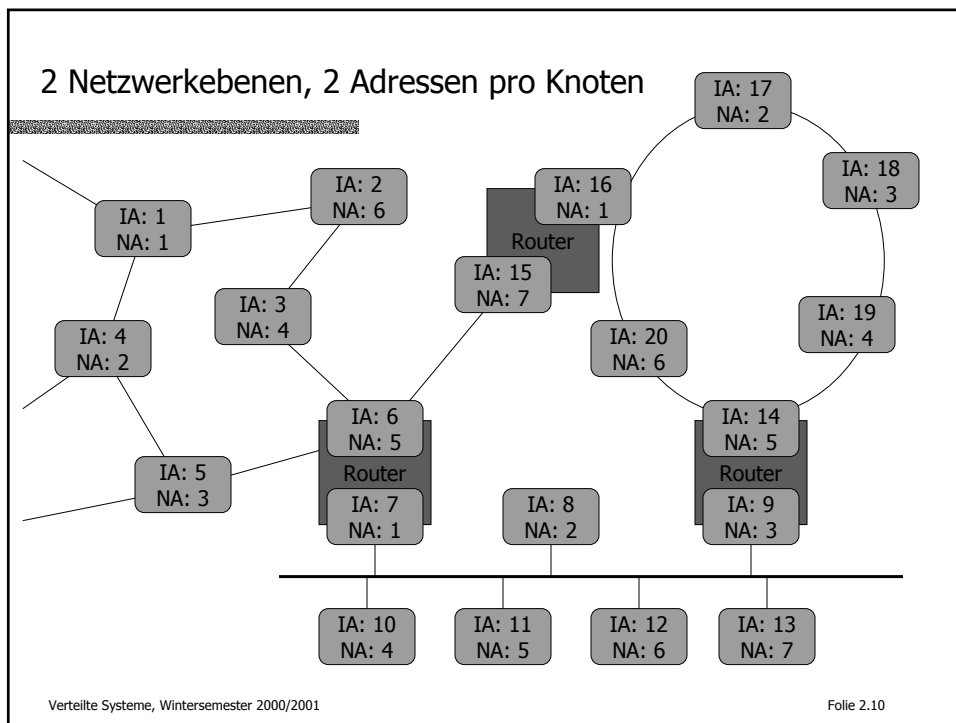 2 Netzwerkebenen, 2 Adressen pro Knoten
IA: 17
NA: 2
IA: 18
NA: 3
IA: 2
NA: 6
IA: 16
NA: 1
IA: 1
NA: 1
Router
IA: 15
NA: 7
IA: 3
NA: 4
IA: 19
NA: 4
IA: 4
NA: 2
IA: 20
NA: 6
IA: 6
NA: 5
IA: 14
NA: 5
Router
Router
IA: 5
NA: 3
IA: 7
NA: 1
IA: 8
NA: 2
IA: 9
NA: 3
IA: 10
NA: 4
IA: 11
NA: 5
IA: 12
NA: 6
IA: 13
NA: 7
Verteilte Systeme, Wintersemester 2000/2001
Folie 2.10